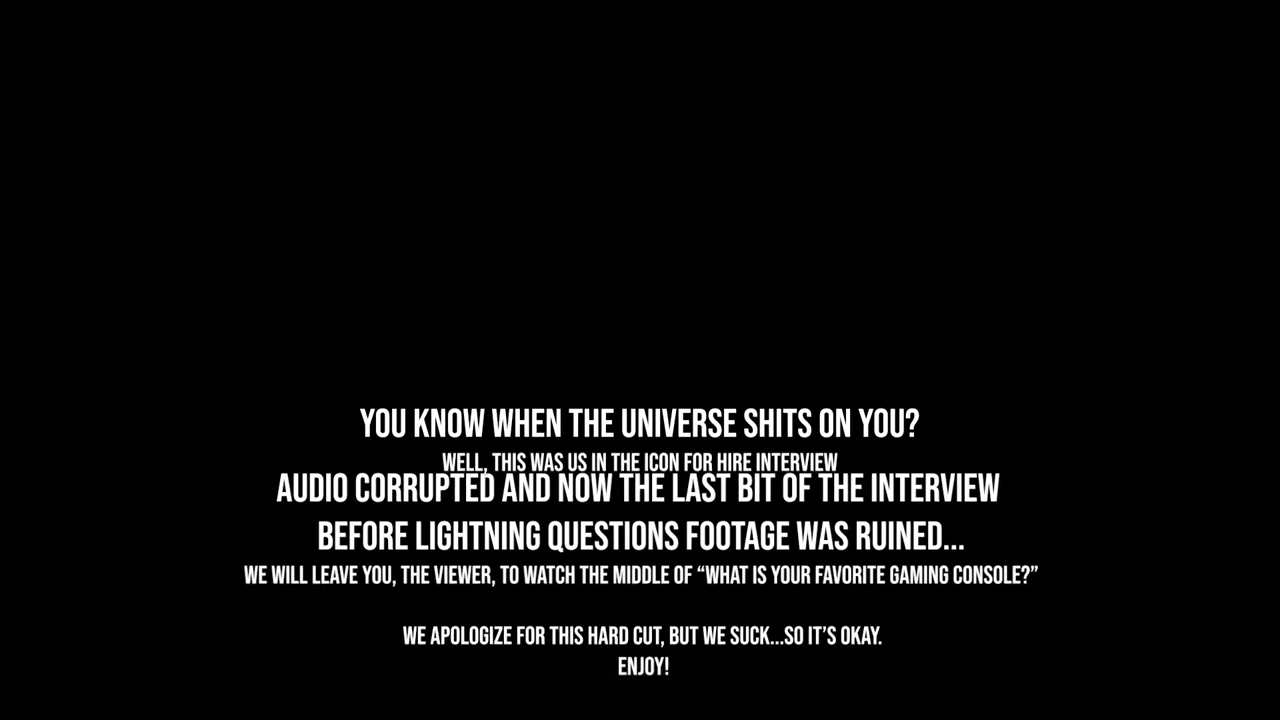 YOU KNOW WHEN THE UNIVERSE SHITS ON YOU?
WELL, THIS WAS US IN THE ICON FOR HIRE INTERVIEW
AUDIO CORRUPTED AND NOW THE LAST BIT OF THE INTERVIEW
BEFORE LIGHTNING QUESTIONS FOOTAGE WAS RUINED...
WE WILL LEAVE YOU, THE VIEWER, TO WATCH THE MIDDLE OF “WHAT IS YOUR FAVORITE GAMING CONSOLE?”
WE APOLOGIZE FOR THIS HARD CUT, BUT WE SUCK...SO IT’S OKAY.
ENJOY!